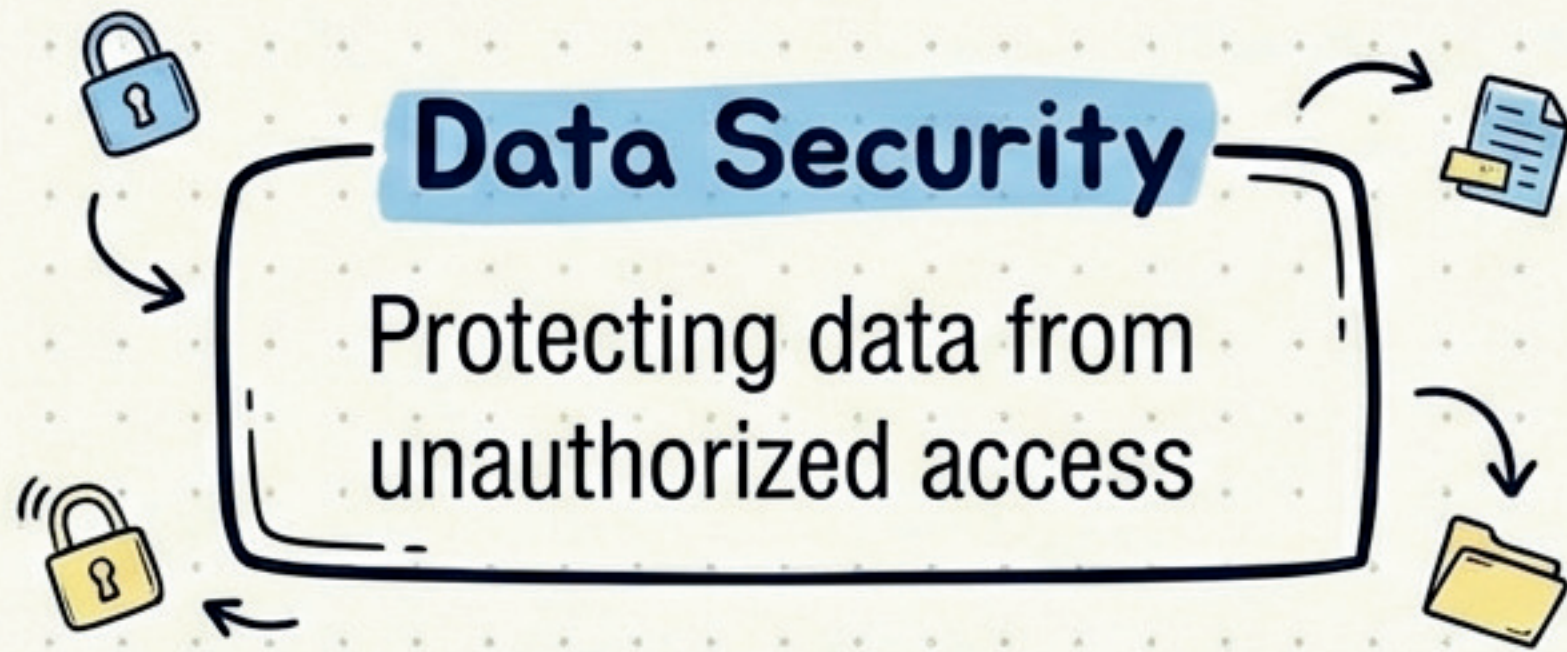 Data Security
Protecting data from
unauthorized access